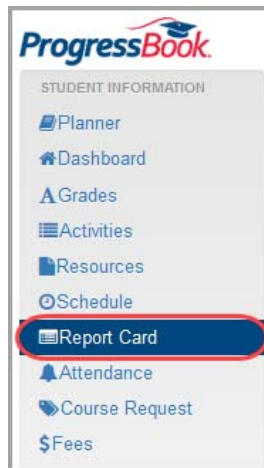 ProgressBook
STUDENT INFORMATION
Planner
Dashboard
Grades
Activities
Resources
Schedule
Report Card
Attendance
Course Request
Fees